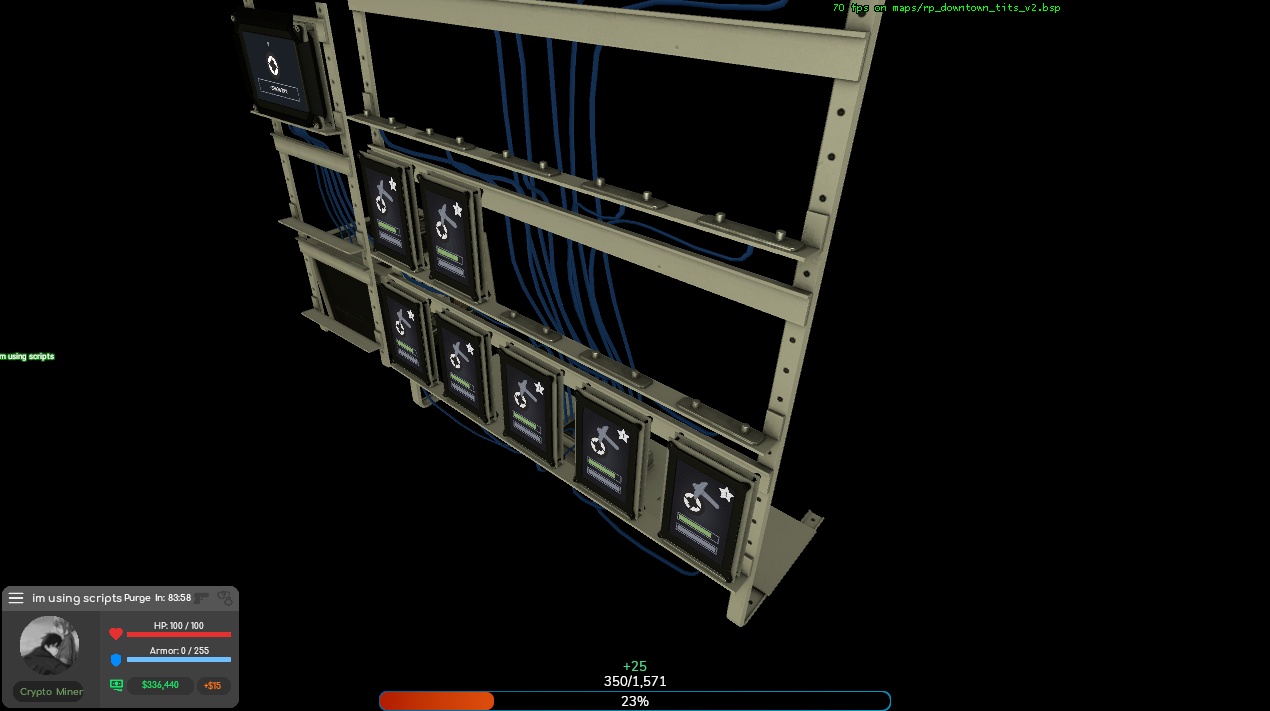 70 fps on maps/rp_downtown_tits_v2.bsp
m using scripts
im using scripts
Purge In: 83:58
HP: 100 / 100
Armor: 0 / 255
$336,440
+$15
Crypto Miner
+25
350/1,571
23%